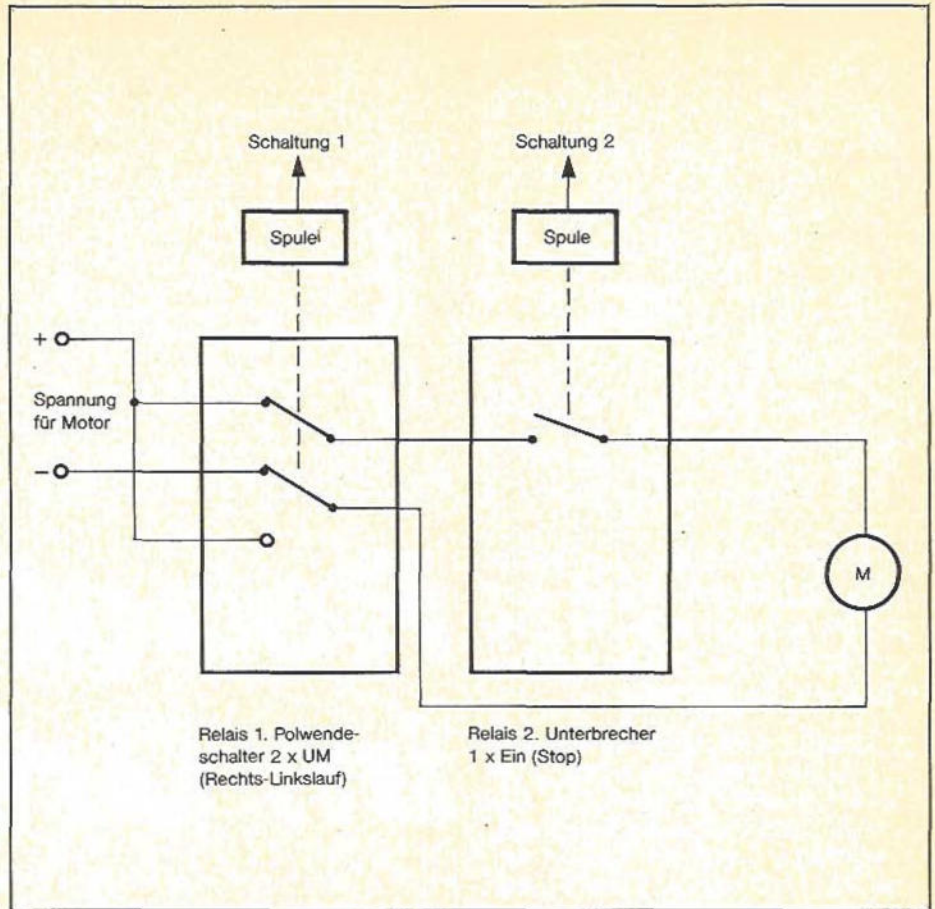 Schaltung 1
Schaltung 2
Spule
Spule
+
Spannung
für Motor
−
M
Relais 1. Polwende-
schalter 2 x UM
(Rechts-Linkslauf)
Relais 2. Unterbrecher
1 x Ein (Stop)